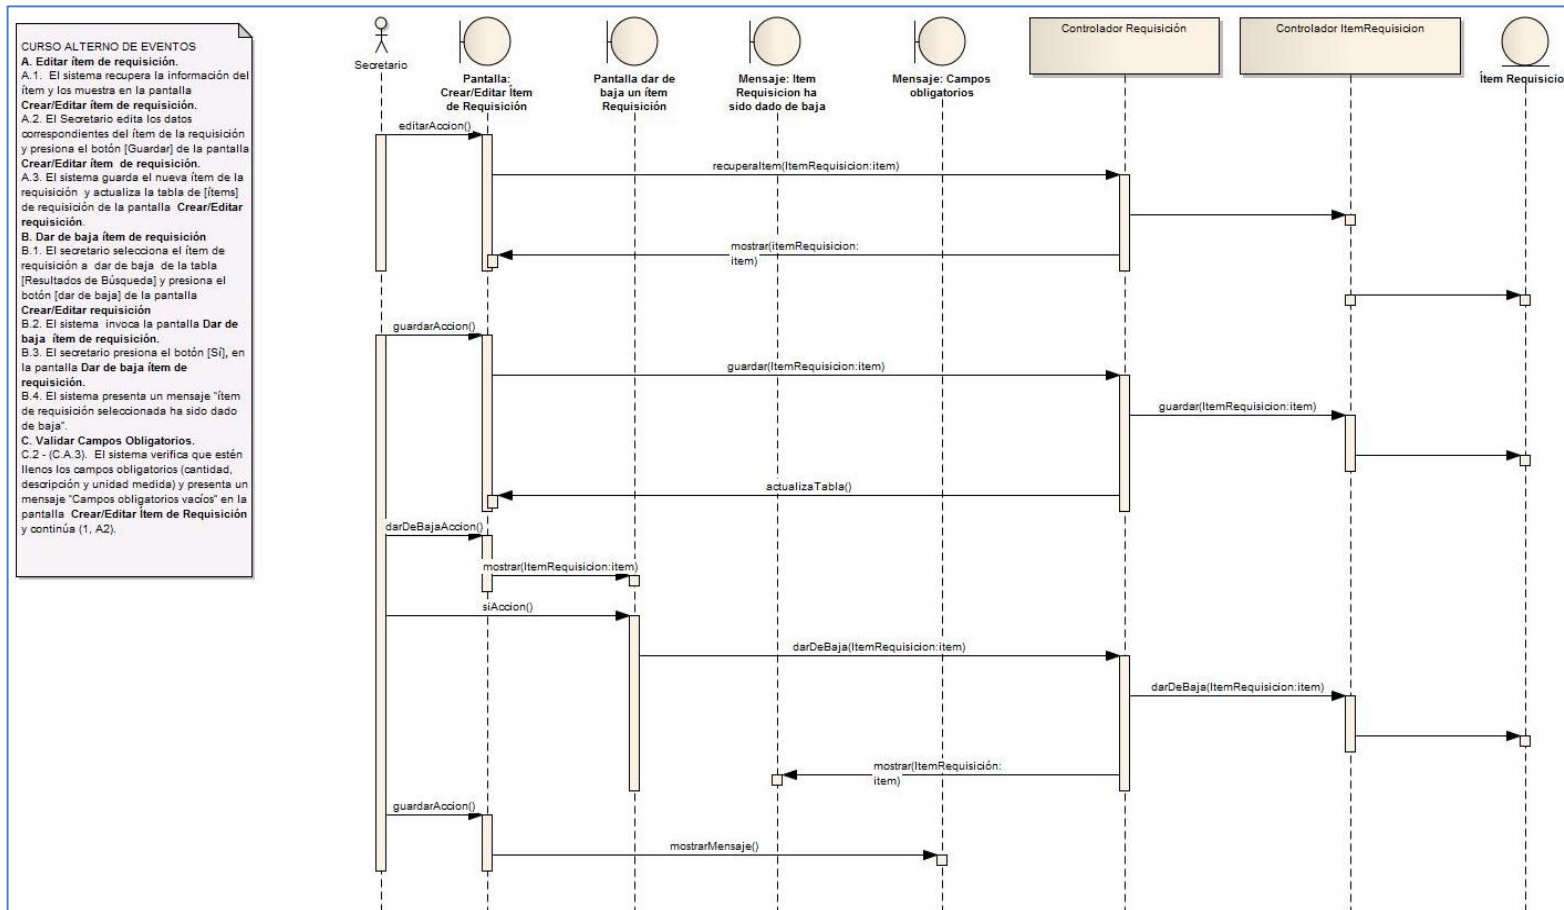 CURSO ALTERNO DE EVENTOS
A. Editar ítem de requisición.
A.1.  El sistema recupera la información del
ítem y los muestra en la pantalla
Crear/Editar ítem de requisición.
A.2. El Secretario edita los datos
correspondientes del ítem de la requisición
y presiona el botón [Guardar] de la pantalla
Crear/Editar ítem  de requisición.
A.3. El sistema guarda el nueva ítem de la
requisición  y actualiza la tabla de [ítems]
de requisición de la pantalla  Crear/Editar
requisición.
B. Dar de baja ítem de requisición
B.1. El secretario selecciona el ítem de
requisición a  dar de baja  de la tabla
[Resultados de Búsqueda] y presiona el
botón [dar de baja] de la pantalla
Crear/Editar requisición
B.2. El sistema  invoca la pantalla Dar de
baja  ítem de requisición.
B.3. El secretario presiona el botón [Sí], en
la pantalla Dar de baja ítem de
requisición.
B.4. El sistema presenta un mensaje "ítem
de requisición seleccionada ha sido dado
de baja".
C. Validar Campos Obligatorios.
C.2 - (C.A.3).  El sistema verifica que estén
llenos los campos obligatorios (cantidad,
descripción y unidad medida) y presenta un
mensaje "Campos obligatorios vacíos" en la
pantalla  Crear/Editar Ítem de Requisición
y continúa (1, A2).
Secretario
Pantalla:
Crear/Editar Ítem
de Requisición
Pantalla dar de
baja un ítem
Requisición
Mensaje: Item
Requisicion ha
sido dado de baja
Mensaje: Campos
obligatorios
Controlador Requisición
Controlador ItemRequisicion
Ítem Requisicio
editarAccion()
recuperaItem(ItemRequisicion:item)
mostrar(itemRequisicion:
item)
guardarAccion()
guardar(ItemRequisicion:item)
guardar(ItemRequisicion:item)
actualizaTabla()
darDeBajaAccion()
mostrar(ItemRequisicion:item)
siAccion()
darDeBaja(ItemRequisicion:item)
darDeBaja(ItemRequisicion:item)
mostrar(ItemRequisición:
item)
guardarAccion()
mostrarMensaje()